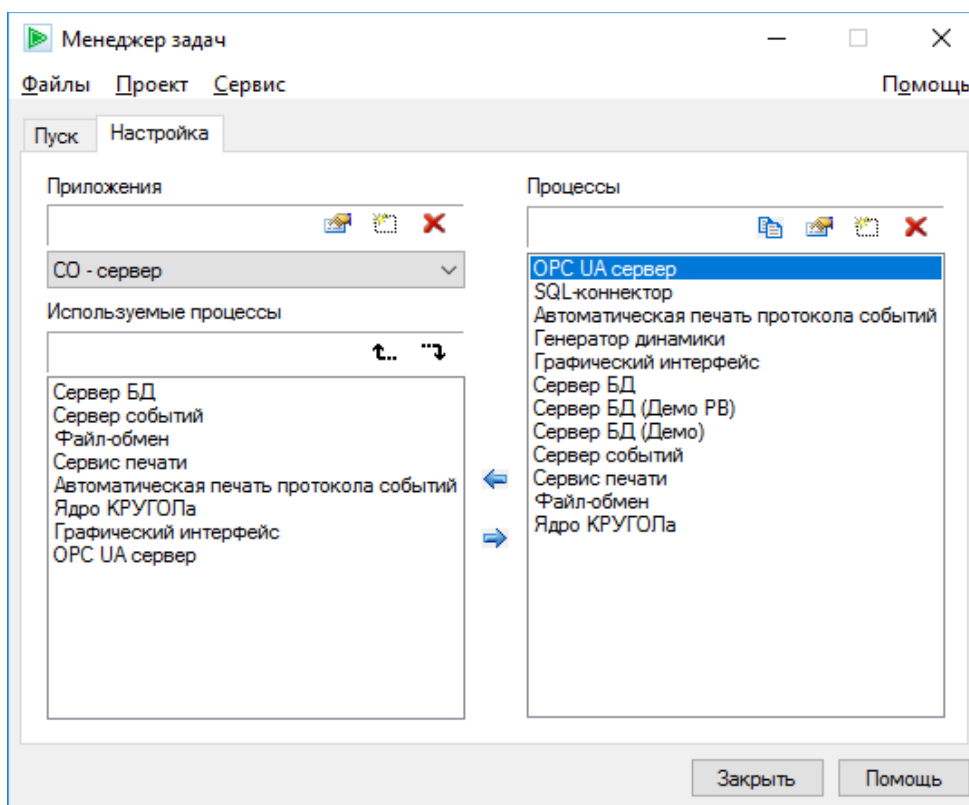 Менеджер задач
Файлы Проект Сервис Помощь
Пуск Настройка
Приложения
СО - сервер
Используемые процессы
Сервер БД
Сервер событий
Файл-обмен
Сервис печати
Автоматическая печать протокола событий
Ядро КРУГОЛа
Графический интерфейс
OPC UA сервер
Процессы
OPC UA сервер
SQL-коннектор
Автоматическая печать протокола событий
Генератор динамики
Графический интерфейс
Сервер БД
Сервер БД (Демо РВ)
Сервер БД (Демо)
Сервер событий
Сервис печати
Файл-обмен
Ядро КРУГОЛа
Закрыть Помощь